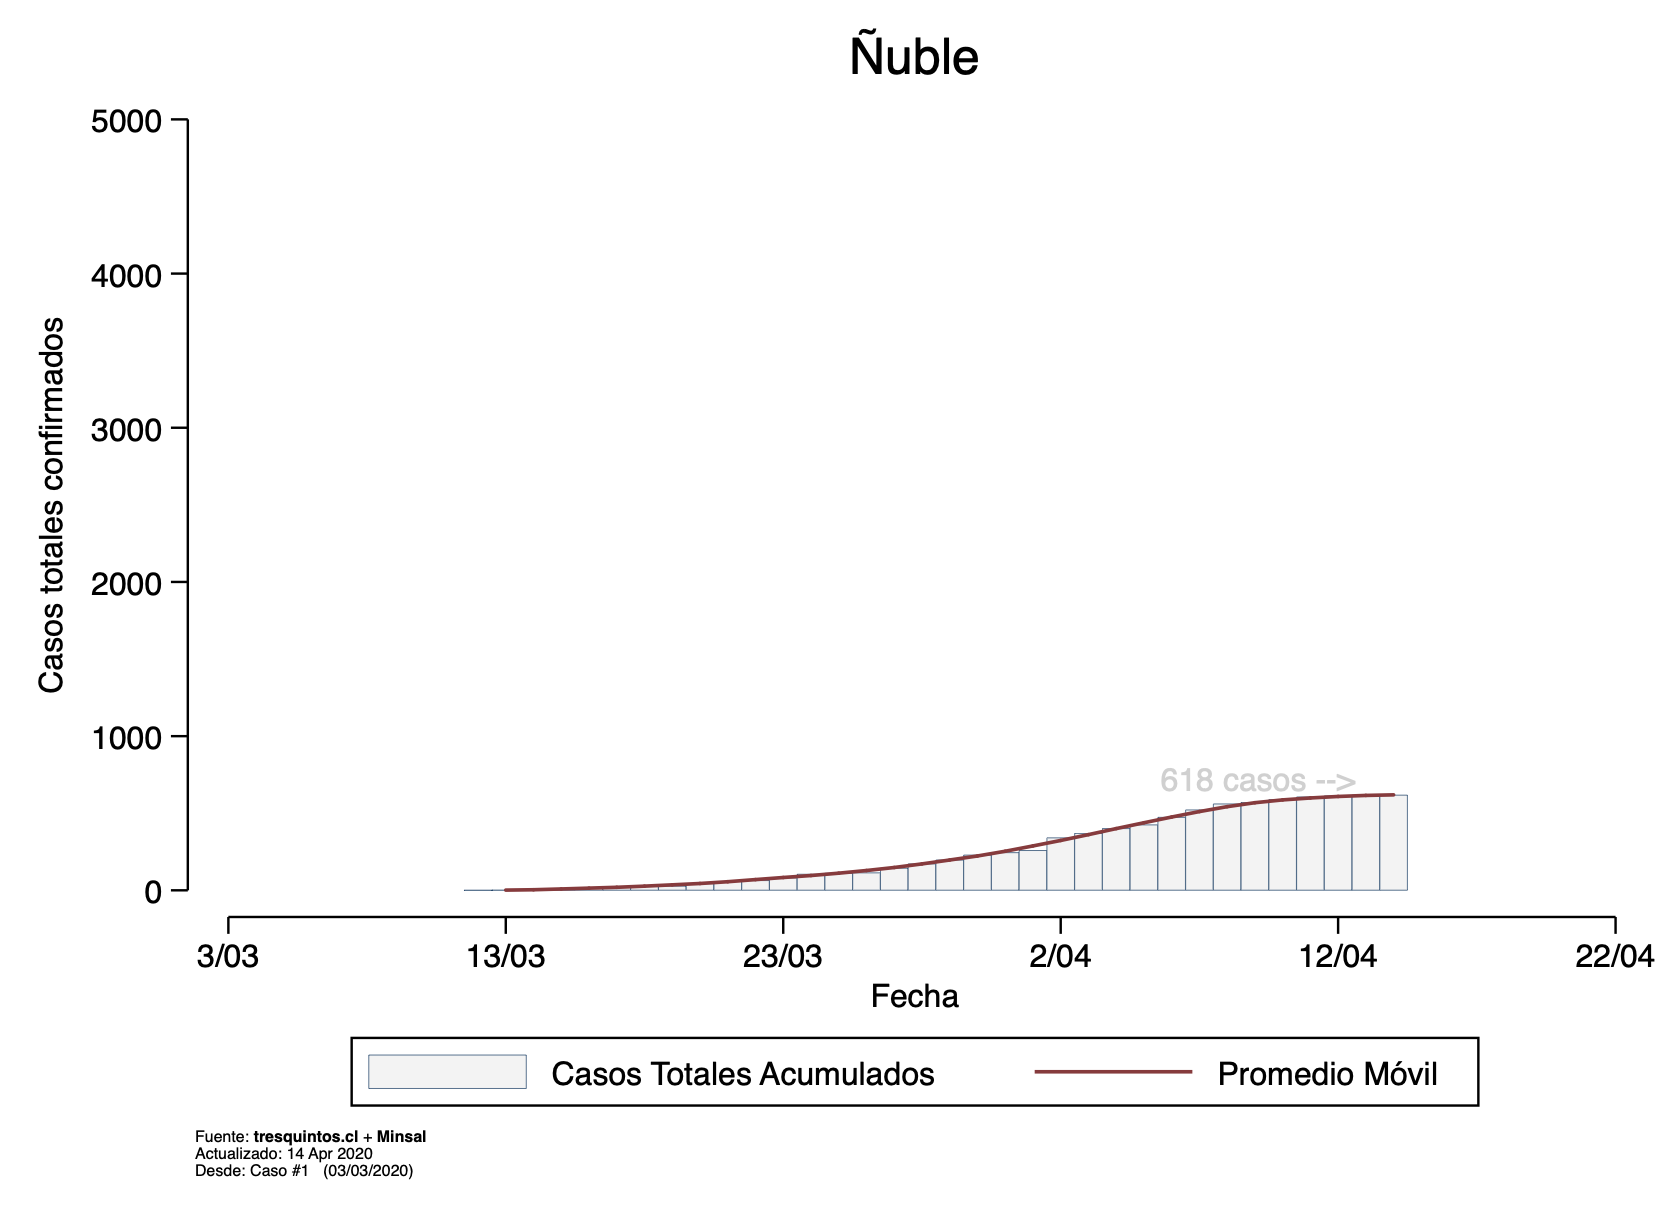 Ñuble
5000
4000
3000
2000
1000
0
Casos totales confirmados
618 casos -->
3/03 13/03 23/03 2/04 12/04 22/04
Fecha
Casos Totales Acumulados Promedio Móvil
Fuente: tresquintos.cl + Minsal
Actualizado: 14 Apr 2020
Desde: Caso #1 (03/03/2020)